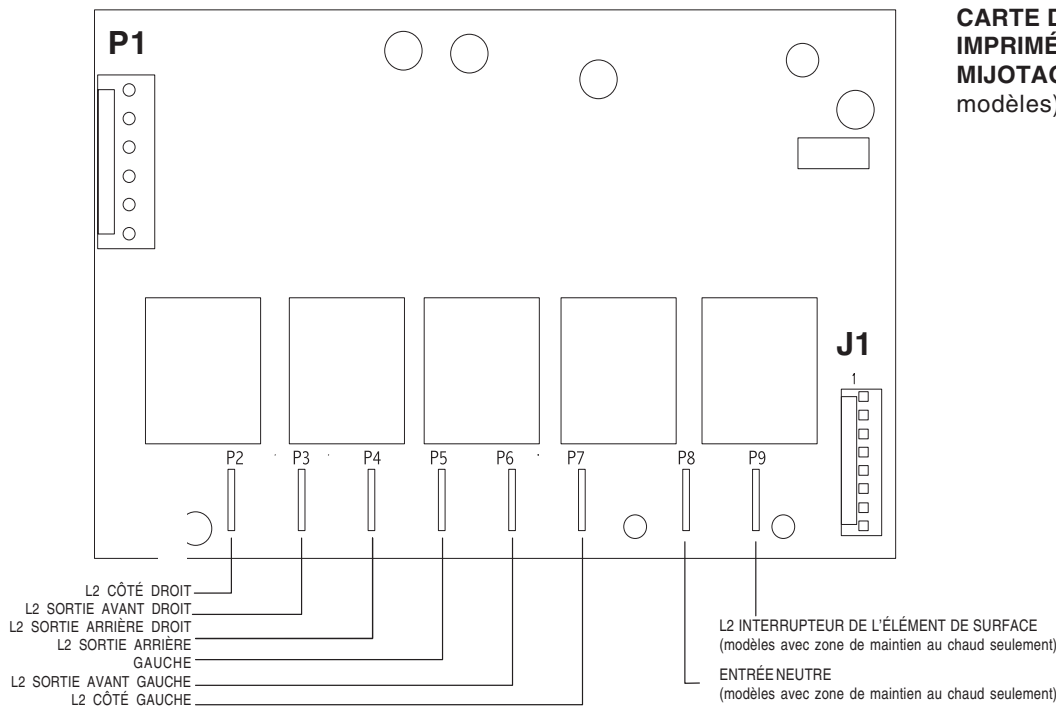 CARTE D
IMPRIMÉ
MIJOTAG
modèles)
P1
J1
1
P2
P3
P4
P5
P6
P7
P8
P9
L2 CÔTÉ DROIT
L2 SORTIE AVANT DROIT
L2 SORTIE ARRIÈRE DROIT
L2 SORTIE ARRIÈRE
GAUCHE
L2 SORTIE AVANT GAUCHE
L2 CÔTÉ GAUCHE
L2 INTERRUPTEUR DE L'ÉLÉMENT DE SURFACE
(modèles avec zone de maintien au chaud seulement)
ENTRÉE NEUTRE
(modèles avec zone de maintien au chaud seulement)